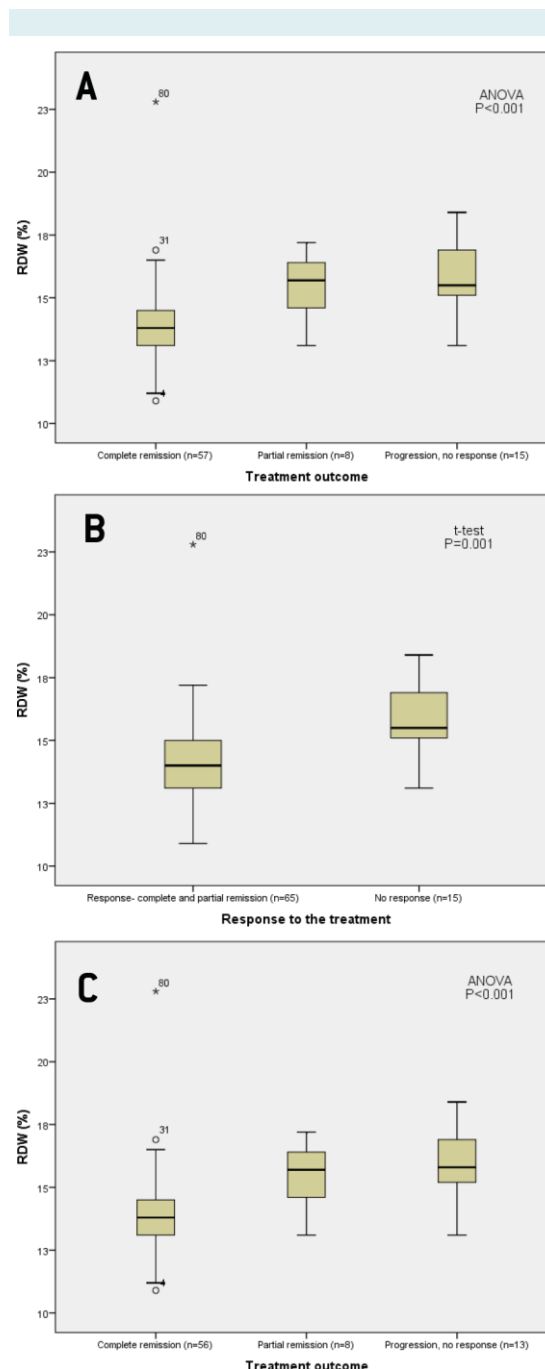 A
ANOVA
P<0.001
80
31
4
RDW (%)
23
20
18
15
13
10
Complete remission (n=57)
Partial remission (n=8)
Progression, no response (n=15)
Treatment outcome
B
t-test
P=0.001
80
RDW (%)
23
20
18
15
13
10
Response- complete and partial remission (n=65)
No response (n=15)
Response to the treatment
C
ANOVA
P<0.001
80
31
4
RDW (%)
23
20
18
15
13
10
Complete remission (n=56)
Partial remission (n=8)
Progression, no response (n=13)
Treatment outcome